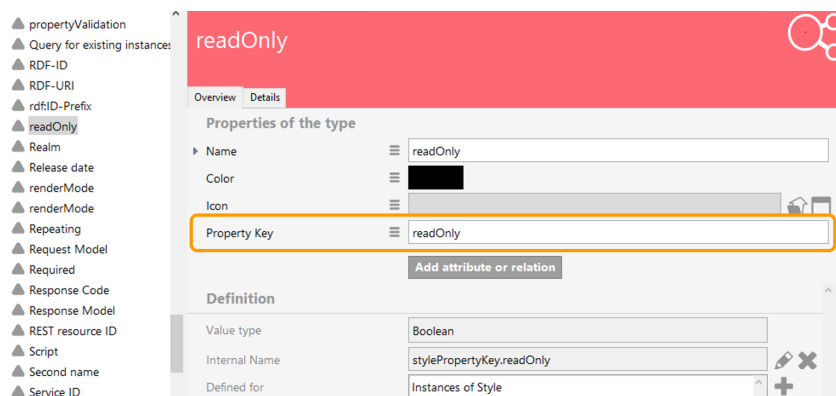 propertyValidation
Query for existing instances
RDF-ID
RDF-URI
rdf:ID-Prefix
readOnly
Realm
Release date
renderMode
renderMode
Repeating
Request Model
Required
Response Code
Response Model
REST resource ID
Script
Second name
Service ID
readOnly
Overview Details
Properties of the type
Name readOnly
Color
Icon
Property Key readOnly
Add attribute or relation
Definition
Value type Boolean
Internal Name stylePropertyKey.readOnly
Defined for Instances of Style